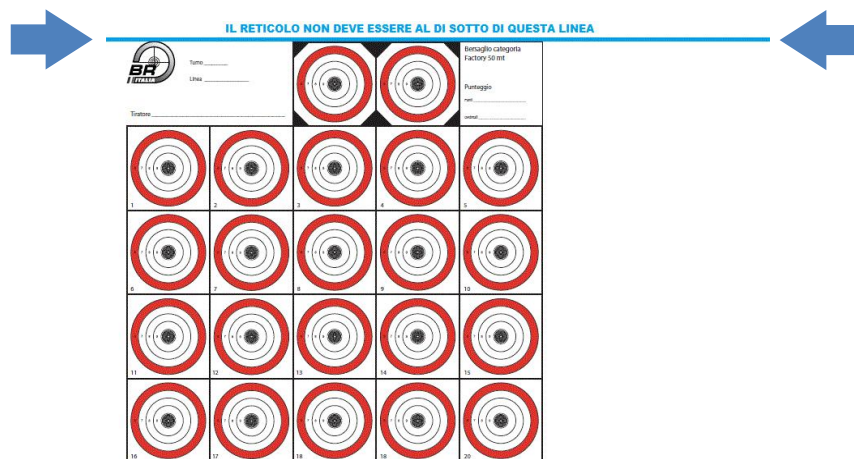 IL RETICOLO NON DEVE ESSERE AL DI SOTTO DI QUESTA LINEA
BR
ITALIA
Turno
Linea
Tiratore
Bersaglio categoria
Factory 50 mt
Punteggio
1 2 3 4 5
6 7 8 9 10
11 12 13 14 15
16 17 18 18 20